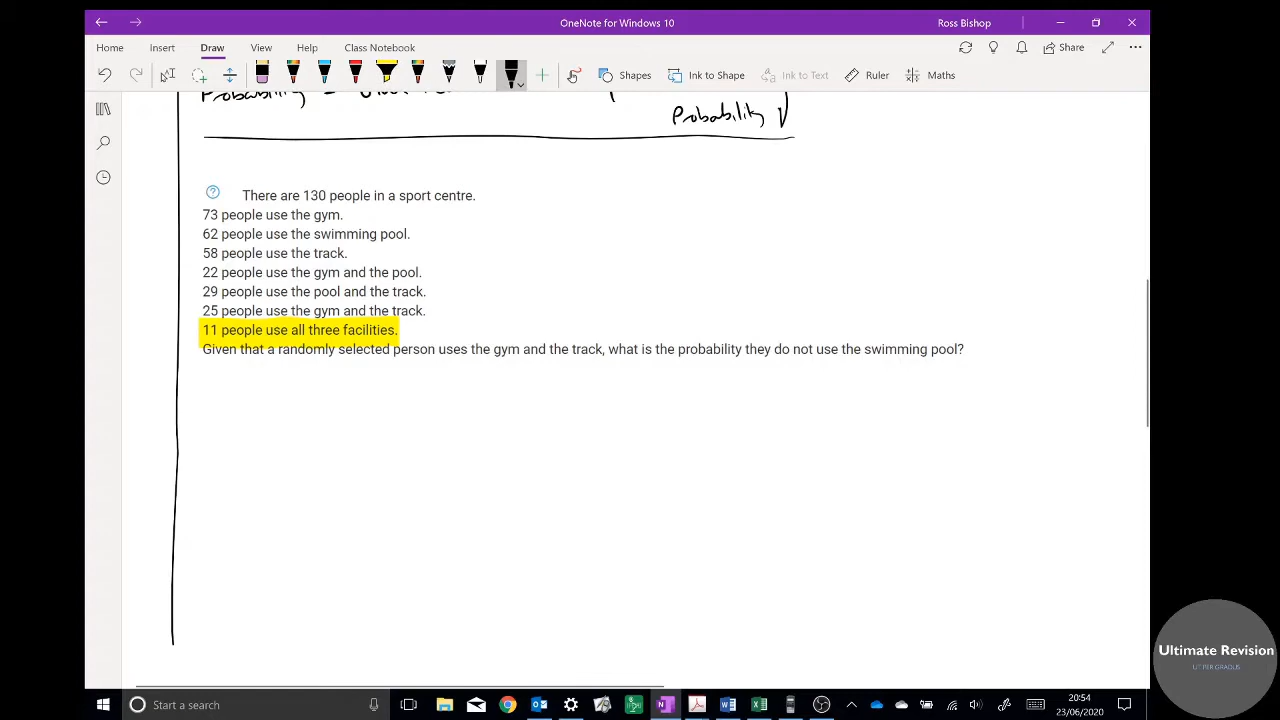 OneNote for Windows 10
Ross Bishop
Home Insert Draw View Help Class Notebook
Share
Shapes Ink to Shape Ink to Text Ruler Maths
Probability
Probability
There are 130 people in a sport centre.
73 people use the gym.
62 people use the swimming pool.
58 people use the track.
22 people use the gym and the pool.
29 people use the pool and the track.
25 people use the gym and the track.
11 people use all three facilities.
Given that a randomly selected person uses the gym and the track, what is the probability they do not use the swimming pool?
Ultimate Revision
UT PER GRADUS
Start a search
20:54
23/06/2020